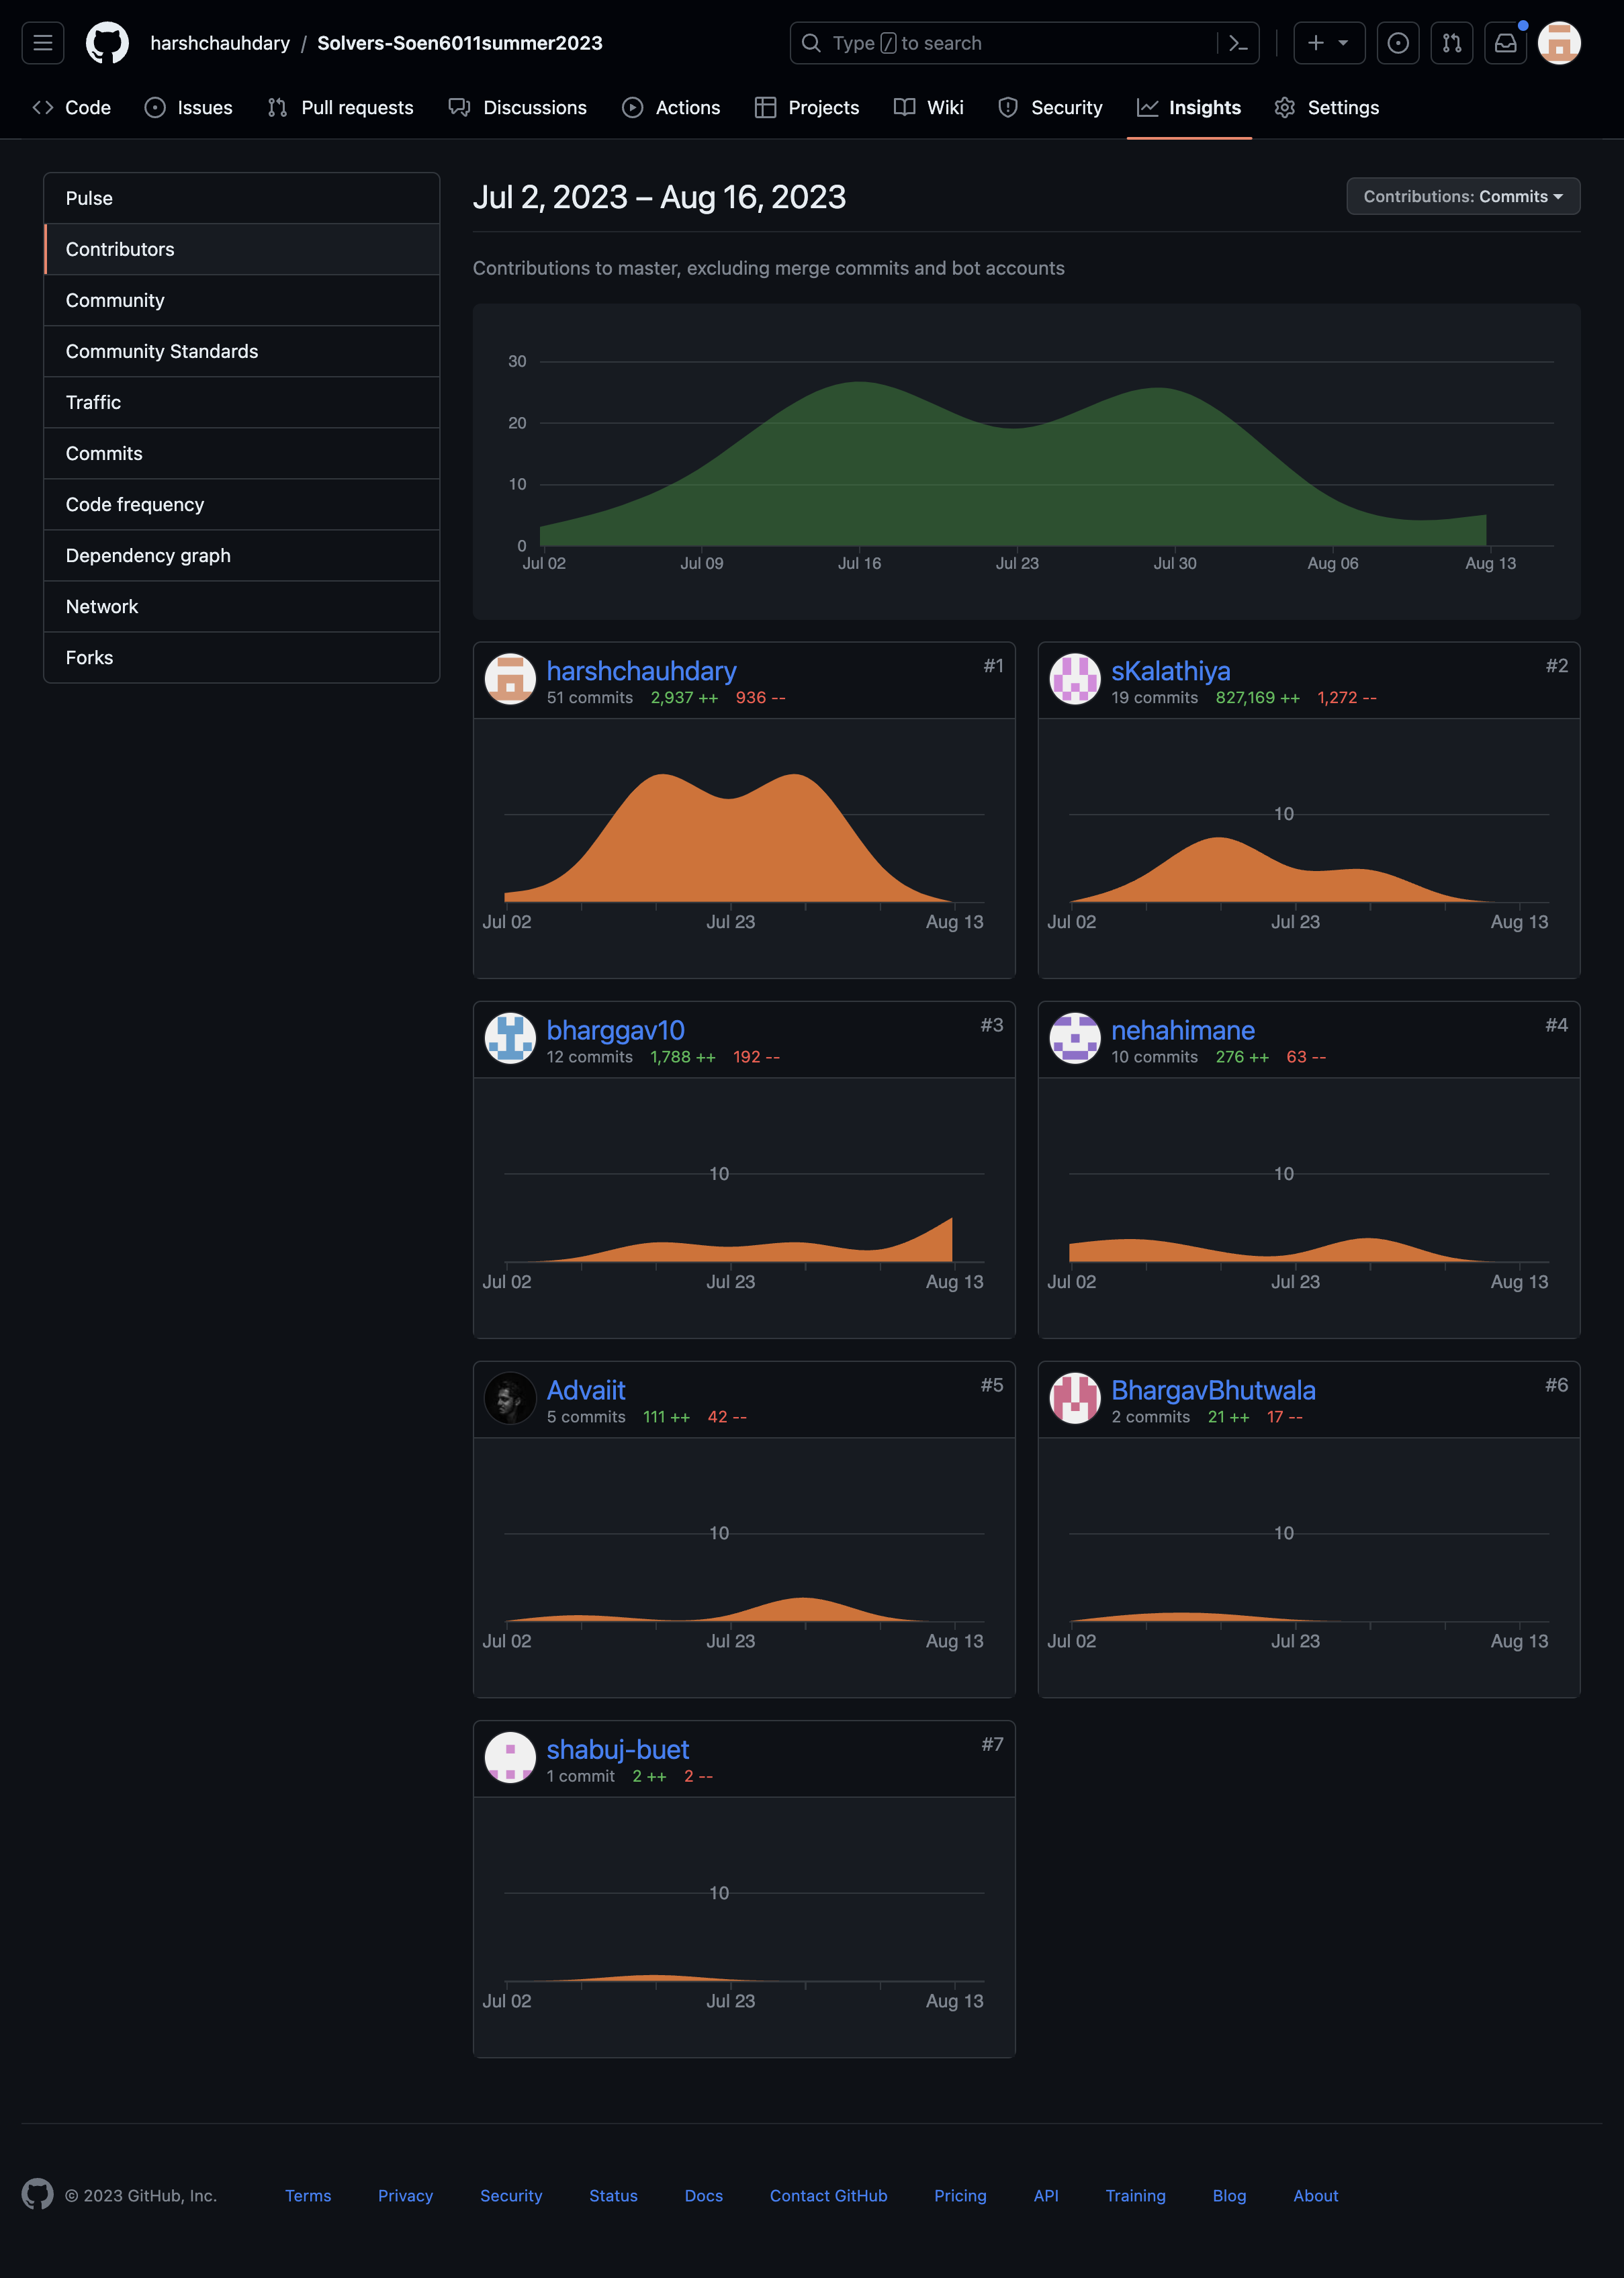 harshchauhdary / Solvers-Soen6011summer2023
Type / to search
Code Issues Pull requests Discussions Actions Projects Wiki Security Insights Settings
Pulse
Contributors
Community
Community Standards
Traffic
Commits
Code frequency
Dependency graph
Network
Forks
Jul 2, 2023 – Aug 16, 2023
Contributions: Commits
Contributions to master, excluding merge commits and bot accounts
30
20
10
0
Jul 02 Jul 09 Jul 16 Jul 23 Jul 30 Aug 06 Aug 13
harshchauhdary #1
51 commits 2,937 ++ 936 --
Jul 02 Jul 23 Aug 13
sKalathiya #2
19 commits 827,169 ++ 1,272 --
10
Jul 02 Jul 23 Aug 13
bharggav10 #3
12 commits 1,788 ++ 192 --
10
Jul 02 Jul 23 Aug 13
nehahimane #4
10 commits 276 ++ 63 --
10
Jul 02 Jul 23 Aug 13
Advaiit #5
5 commits 111 ++ 42 --
10
Jul 02 Jul 23 Aug 13
BhargavBhutwala #6
2 commits 21 ++ 17 --
10
Jul 02 Jul 23 Aug 13
shabuj-buet #7
1 commit 2 ++ 2 --
10
Jul 02 Jul 23 Aug 13
© 2023 GitHub, Inc. Terms Privacy Security Status Docs Contact GitHub Pricing API Training Blog About